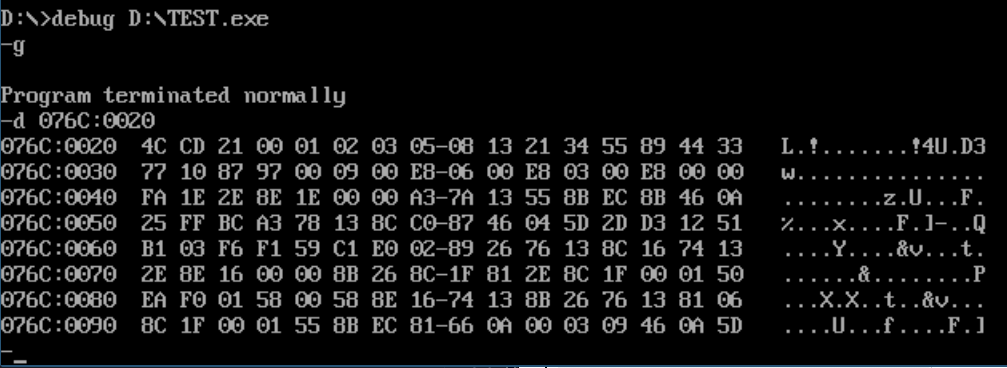 D:\>debug D:\TEST.exe
-g
Program terminated normally
-d 076C:0020
076C:0020  4C CD 21 00 01 02 03 05-08 13 21 34 55 89 44 33   L.!.......!4U.D3
076C:0030  77 10 87 97 00 09 00 E8-06 00 E8 03 00 E8 00 00   w...............
076C:0040  FA 1E 2E 8E 1E 00 00 A3-7A 13 55 8B EC 8B 46 0A   ........z.U...F.
076C:0050  25 FF BC A3 78 13 8C C0-87 46 04 5D 2D D3 12 51   %...x....F.]-..Q
076C:0060  B1 03 F6 F1 59 C1 E0 02-89 26 76 13 8C 16 74 13   ....Y....&v...t.
076C:0070  2E 8E 16 00 00 8B 26 8C-1F 81 2E 8C 1F 00 01 50   ......&........P
076C:0080  EA F0 01 58 00 58 8E 16-74 13 8B 26 76 13 81 06   ...X.X..t..&v...
076C:0090  8C 1F 00 01 55 8B EC 81-66 0A 00 03 09 46 0A 5D   ....U...f....F.]
-_